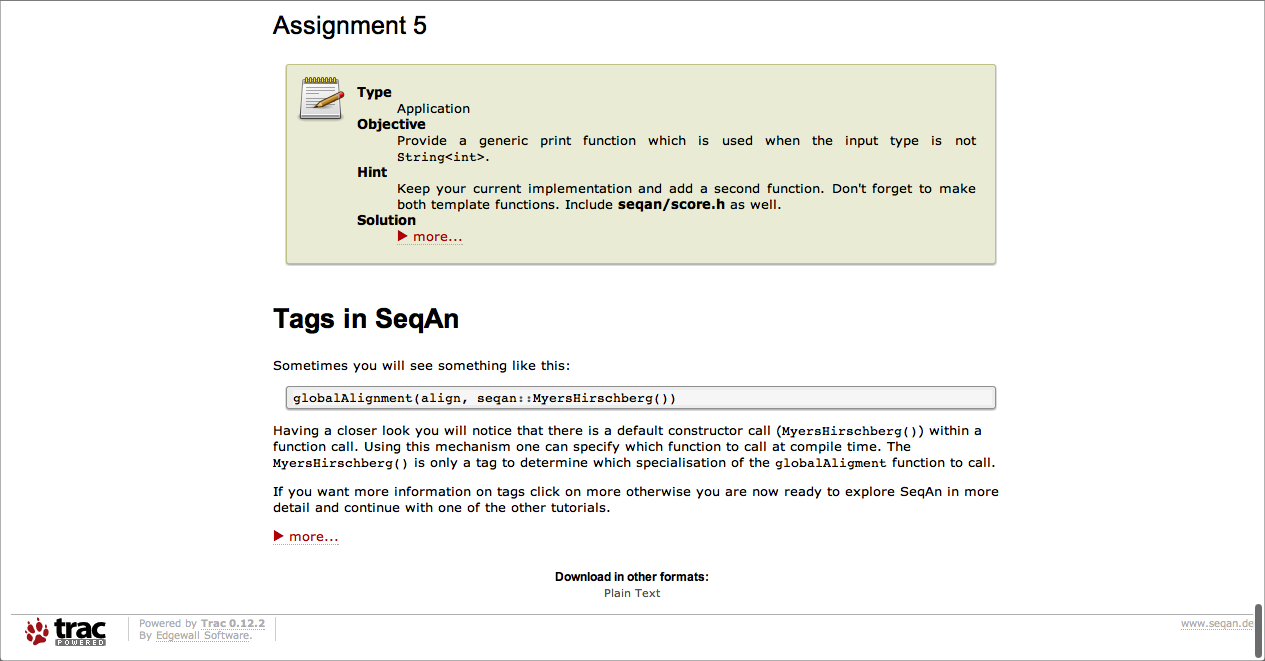 Assignment 5
Type
Application
Objective
Provide a generic print function which is used when the input type is not
String<int>.
Hint
Keep your current implementation and add a second function. Don't forget to make
both template functions. Include seqan/score.h as well.
Solution
more...
Tags in SeqAn
Sometimes you will see something like this:
globalAlignment(align, seqan::MyersHirschberg())
Having a closer look you will notice that there is a default constructor call (MyersHirschberg()) within a
function call. Using this mechanism one can specify which function to call at compile time. The
MyersHirschberg() is only a tag to determine which specialisation of the globalAligment function to call.
If you want more information on tags click on more otherwise you are now ready to explore SeqAn in more
detail and continue with one of the other tutorials.
more...
Download in other formats:
Plain Text
trac
POWERED
Powered by Trac 0.12.2
By Edgewall Software.
www.seqan.de